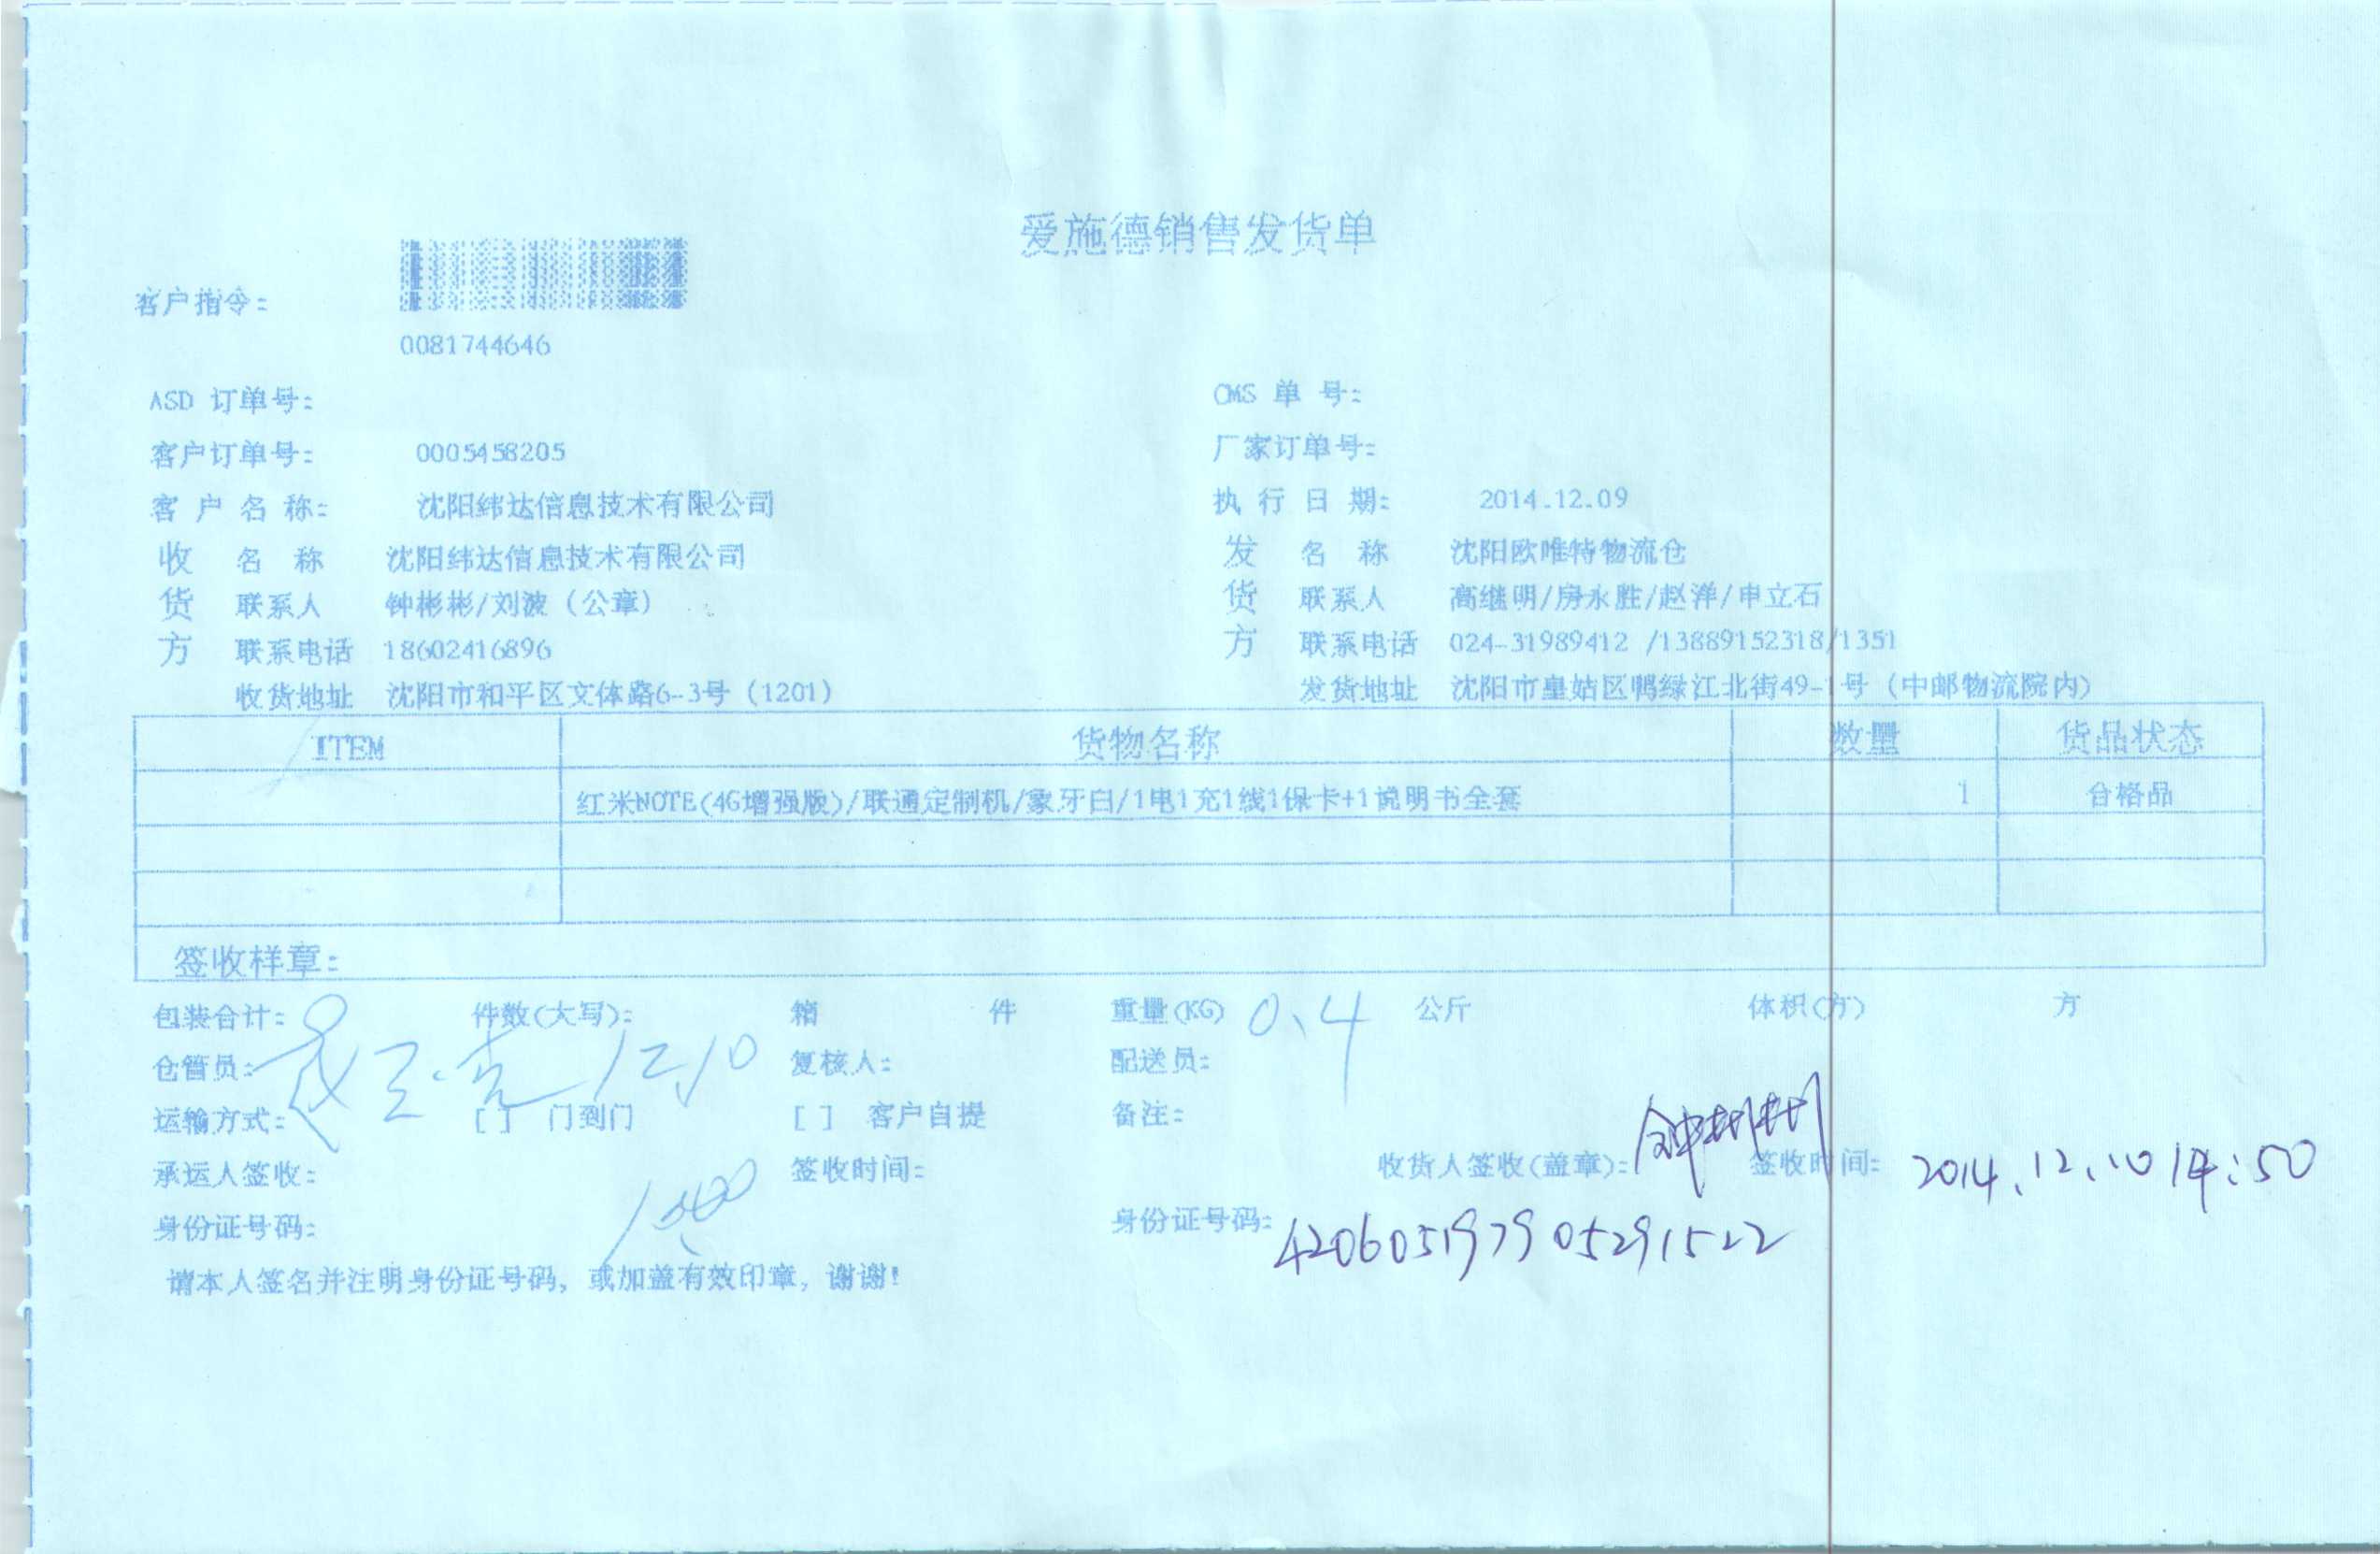 爱施德销售发货单
客户指令:
0081744646
ASD 订单号:
CMS 单 号:
客户订单号: 0005458205
厂家订单号:
客 户 名 称: 沈阳纬达信息技术有限公司
执 行 日 期: 2014.12.09
收货方
名 称 沈阳纬达信息技术有限公司
联系人 钟彬彬/刘波（公章）
联系电话 18602416896
收货地址 沈阳市和平区文体路6-3号（1201）
发货方
名 称 沈阳欧唯特物流仓
联系人 高继明/房永胜/赵洋/申立石
联系电话 024-31989412 /13889152318/1351
发货地址 沈阳市皇姑区鸭绿江北街49-1号（中邮物流院内）
ITEM 货物名称 数量 货品状态
红米NOTE(4G增强版)/联通定制机/象牙白/1电1充1线1保卡+1说明书全套 1 合格品
签收样章:
包装合计: 件数(大写): 箱 件 重量(KG) 0.4 公斤 体积(方) 方
仓管员: 12.10 复核人: 配送员:
运输方式: [ ] 门到门 [ ] 客户自提 备注:
承运人签收: 签收时间: 收货人签收(盖章): 钟彬彬 签收时间: 2014.12.10 14:50
身份证号码: 身份证号码: 420605197905291522
请本人签名并注明身份证号码，或加盖有效印章，谢谢!